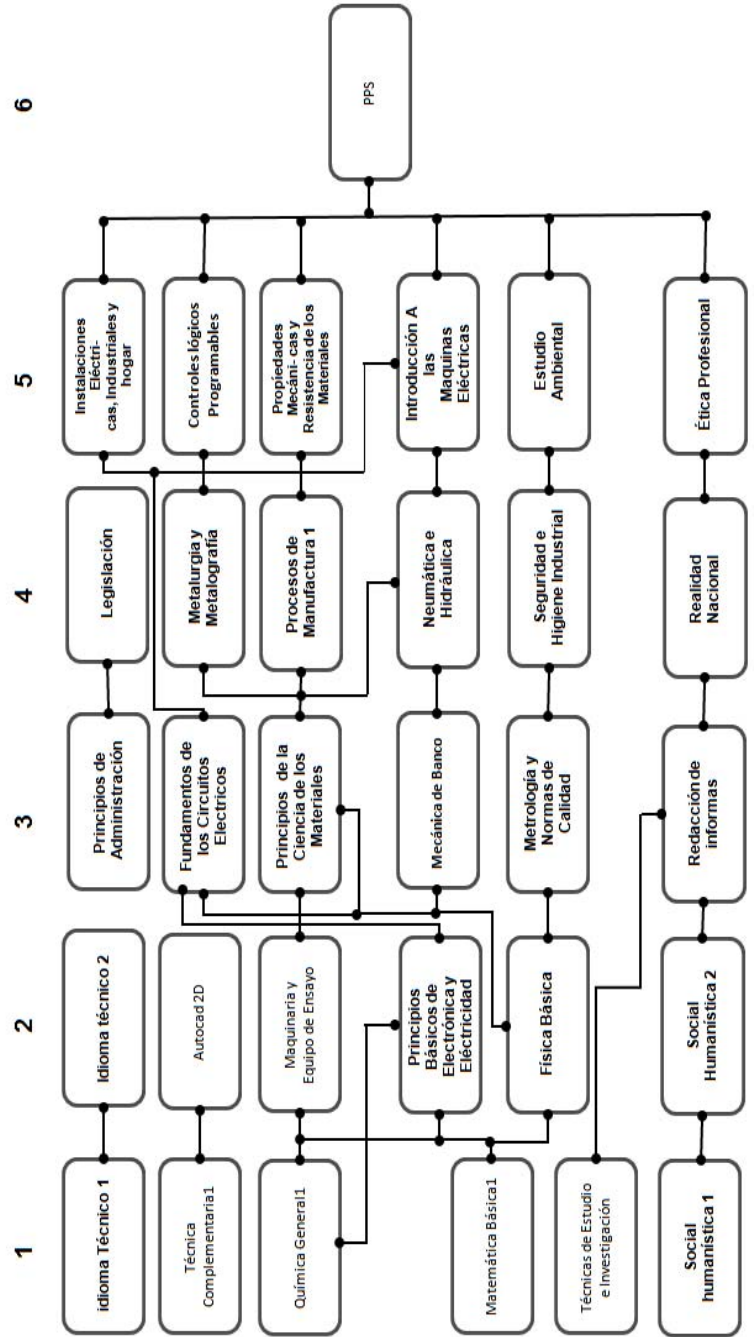 1
2
3
4
5
6
idioma Técnico 1
Técnica
Complementaria1
Química General1
Matemática Básica1
Técnicas de Estudio
e Investigación
Social
humanística 1
Idioma técnico 2
Autocad 2D
Maquinaria y
Equipo de Ensayo
Principios
Básicos de
Electrónica y
Eléctricidad
Física Básica
Social
Humanística 2
Principios de
Administración
Fundamentos de
los Circuitos
Electricos
Principios de la
Ciencia de los
Materiales
Mecánica de Banco
Metrología y
Normas de
Calidad
Redacción de
informas
Legislación
Metalurgia y
Metalografía
Procesos de
Manufactura 1
Neumática e
Hidráulica
Seguridad e
Higiene Industrial
Realidad
Nacional
Instalaciones
Eléctri-
cas, Industriales y
hogar
Controles lógicos
Programables
Propiedades
Mecáni- cas y
Resistencia de los
Materiales
Introducción A
las
Maquinas
Eléctricas
Estudio
Ambiental
Ética Profesional
PPS